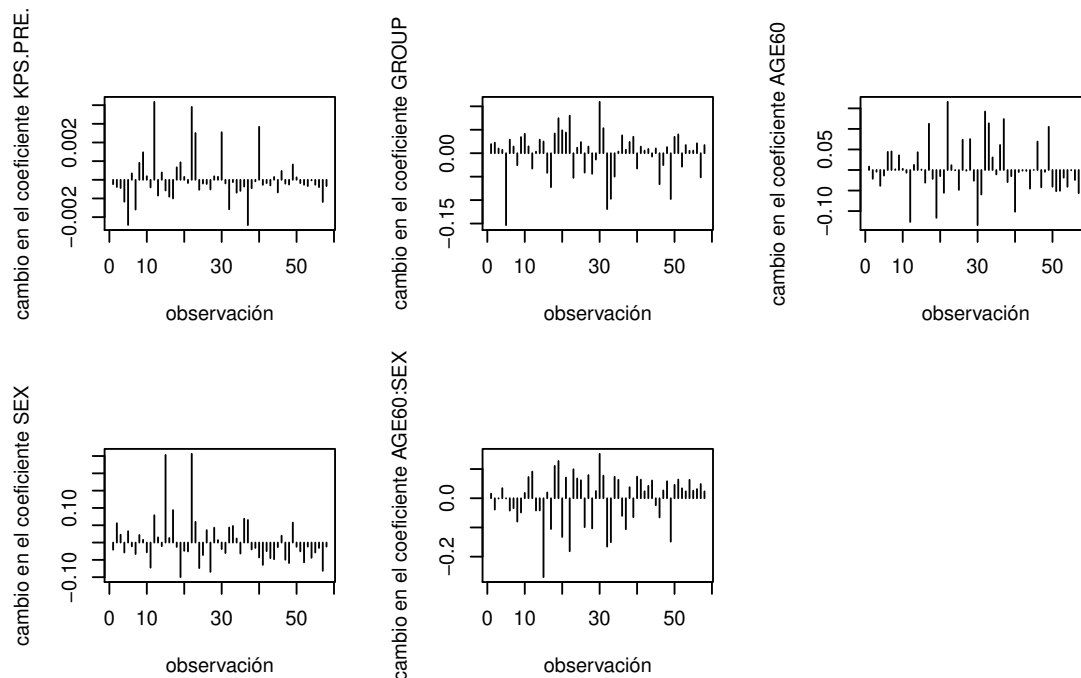 cambio en el coeficiente KPS.PRE.
−0.002 0.002
0 10 30 50
observación
cambio en el coeficiente GROUP
−0.15 0.00
0 10 30 50
observación
cambio en el coeficiente AGE60
−0.10 0.05
0 10 30 50
observación
cambio en el coeficiente SEX
−0.10 0.10
0 10 30 50
observación
cambio en el coeficiente AGE60:SEX
−0.2 0.0
0 10 30 50
observación